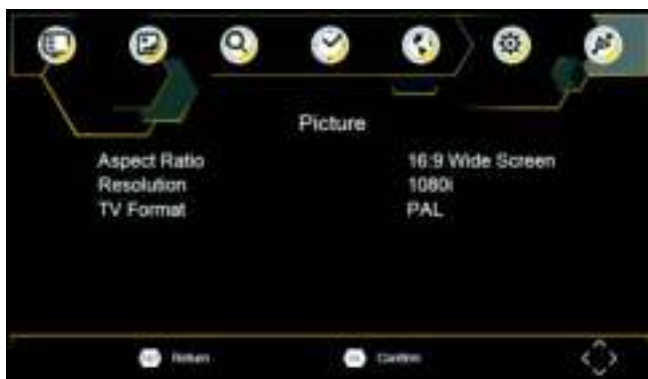 Picture
Aspect Ratio 16:9 Wide Screen
Resolution 1080i
TV Format PAL
Return Confirm